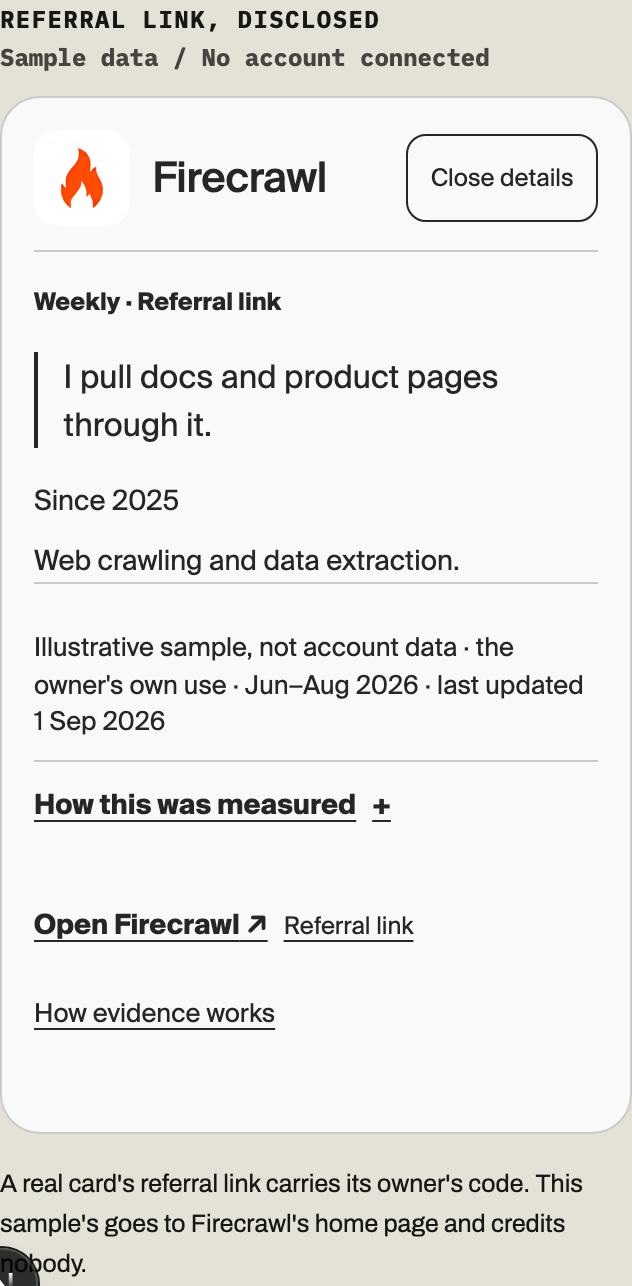 REFERRAL LINK, DISCLOSED
Sample data / No account connected
Firecrawl
Close details
Weekly · Referral link
I pull docs and product pages
through it.
Since 2025
Web crawling and data extraction.
Illustrative sample, not account data · the
owner's own use · Jun–Aug 2026 · last updated
1 Sep 2026
How this was measured +
Open Firecrawl ↗ Referral link
How evidence works
A real card's referral link carries its owner's code. This
sample's goes to Firecrawl's home page and credits
nobody.